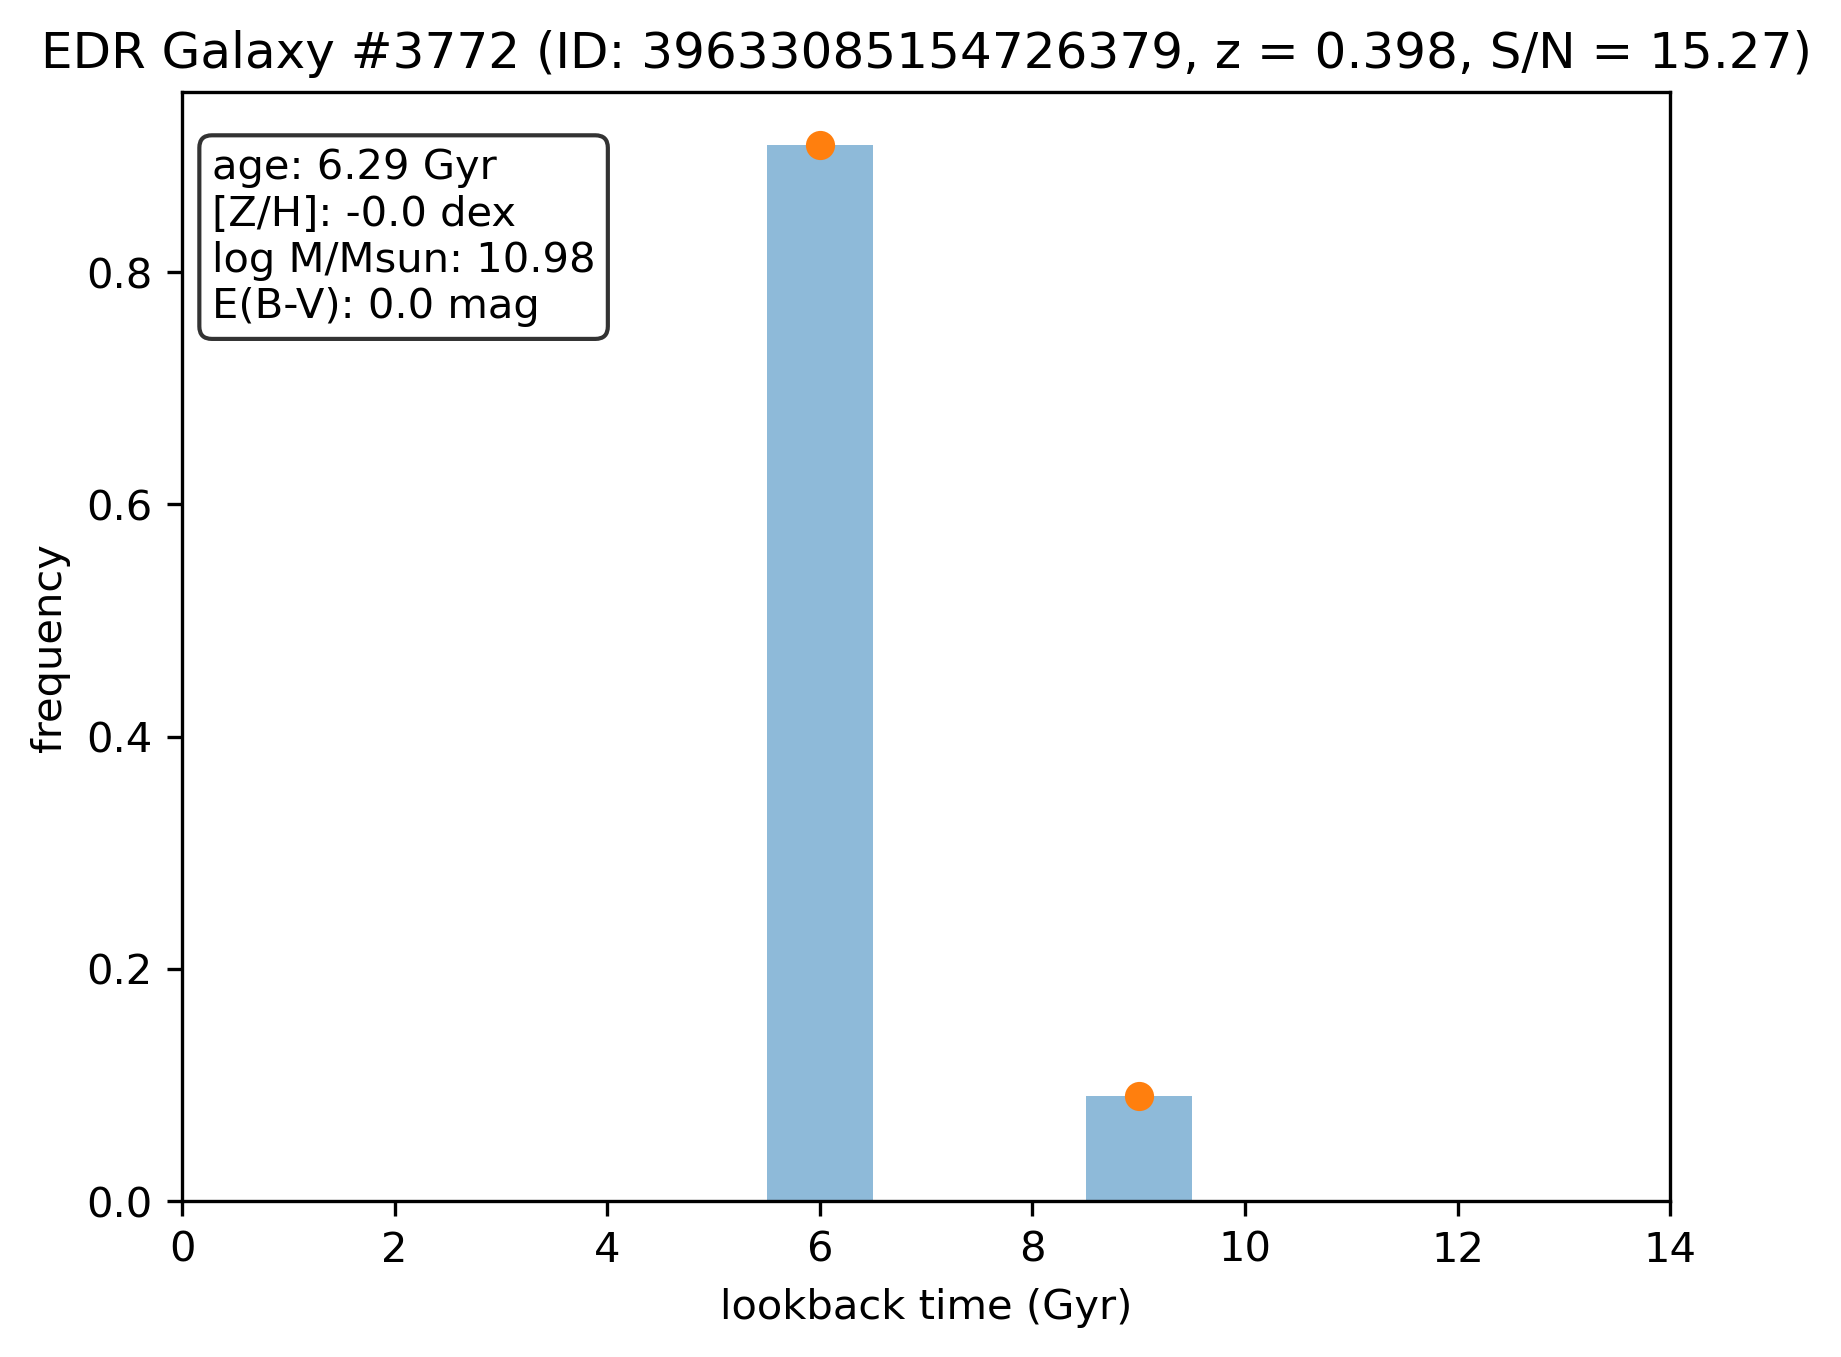 EDR Galaxy #3772 (ID: 39633085154726379, z = 0.398, S/N = 15.27)
age: 6.29 Gyr
[Z/H]: -0.0 dex
log M/Msun: 10.98
E(B-V): 0.0 mag
frequency
0.8
0.6
0.4
0.2
0.0
0 2 4 6 8 10 12 14
lookback time (Gyr)